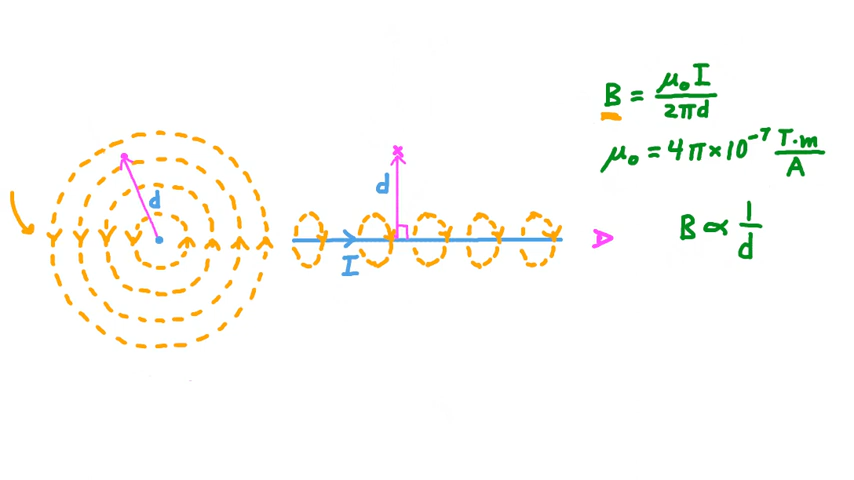 B = μ₀I / 2πd
μ₀ = 4π × 10⁻⁷ T·m / A
d
d
B ∝ 1 / d
I